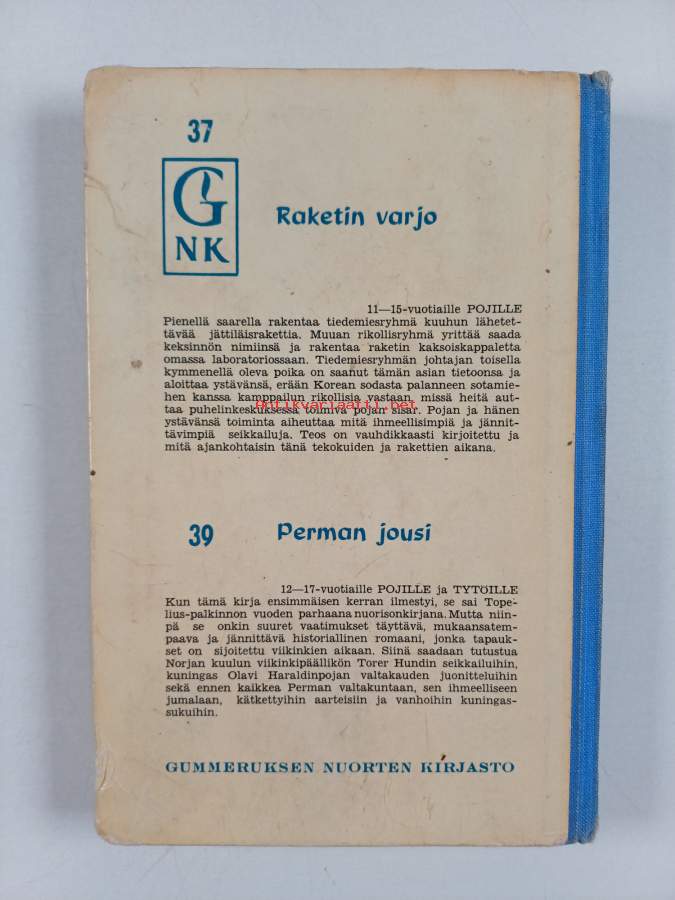 37
G
NK
Raketin varjo
11—15-vuotiaille POJILLE
Pienellä saarella rakentaa tiedemiesryhmä kuuhun lähetet-
tävää jättiläisrakettia. Muuan rikollisryhmä yrittää saada
keksinnön nimiinsä ja rakentaa raketin kaksoiskappaletta
omassa laboratoriossaan. Tiedemiesryhmän johtajan toisella
kymmenellä oleva poika on saanut tämän asian tietoonsa ja
aloittaa ystävänsä, erään Korean sodasta palanneen sotamie-
hen kanssa kamppailun rikollisia vastaan, missä heitä aut-
antikvariaatti.net
taa puhelinkeskuksessa toimiva pojan sisar. Pojan ja hänen
ystävänsä toiminta aiheuttaa mitä ihmeellisimpiä ja jännit-
tävimpiä seikkailuja. Teos on vauhdikkaasti kirjoitettu ja
mitä ajankohtaisin tänä tekokuiden ja rakettien aikana.
39
Perman jousi
12—17-vuotiaille POJILLE ja TYTÖILLE
Kun tämä kirja ensimmäisen kerran ilmestyi, se sai Tope-
lius-palkinnon vuoden parhaana nuorisonkirjana. Mutta niin-
pä se onkin suuret vaatimukset täyttävä, mukaansatem-
paava ja jännittävä historiallinen romaani, jonka tapauk-
set on sijoitettu viikinkien aikaan. Siinä saadaan tutustua
Norjan kuulun viikinkipäällikön Torer Hundin seikkailuihin,
kuningas Olavi Haraldinpojan valtakauden juonitteluihin
sekä ennen kaikkea Perman valtakuntaan, sen ihmeelliseen
jumalaan, kätkettyihin aarteisiin ja vanhoihin kuningas-
sukuihin.
GUMMERUKSEN NUORTEN KIRJASTO